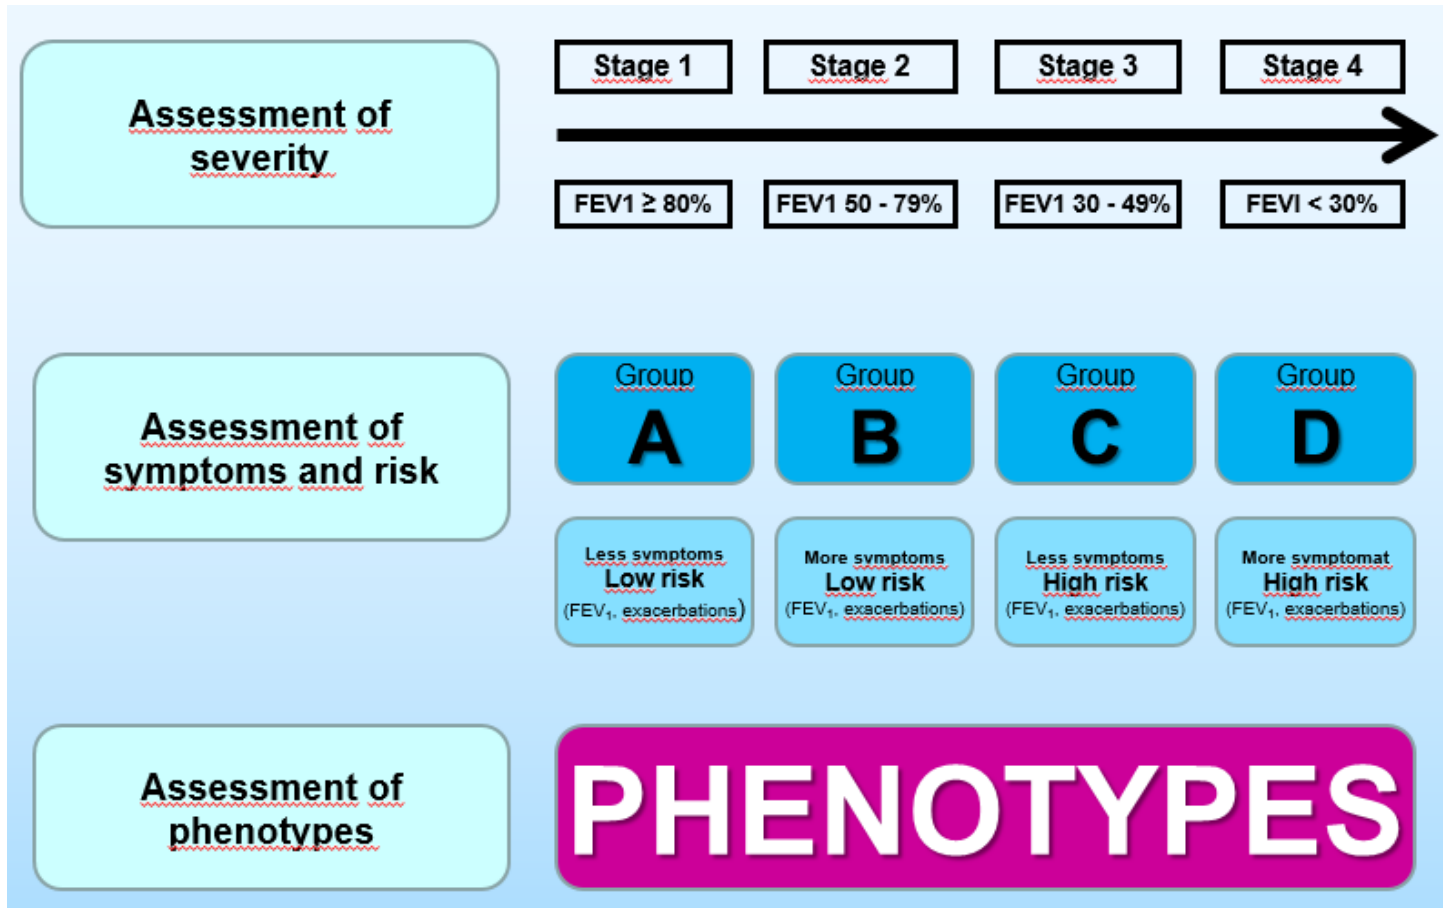 Assessment of
severity
Stage 1
Stage 2
Stage 3
Stage 4
FEV1 ≥ 80%
FEV1 50 - 79%
FEV1 30 - 49%
FEVI < 30%
Assessment of
symptoms and risk
Group
A
Group
B
Group
C
Group
D
Less symptoms
Low risk
(FEV₁, exacerbations)
More symptoms
Low risk
(FEV₁, exacerbations)
Less symptoms
High risk
(FEV₁, exacerbations)
More symptomat
High risk
(FEV₁, exacerbations)
Assessment of
phenotypes
PHENOTYPES